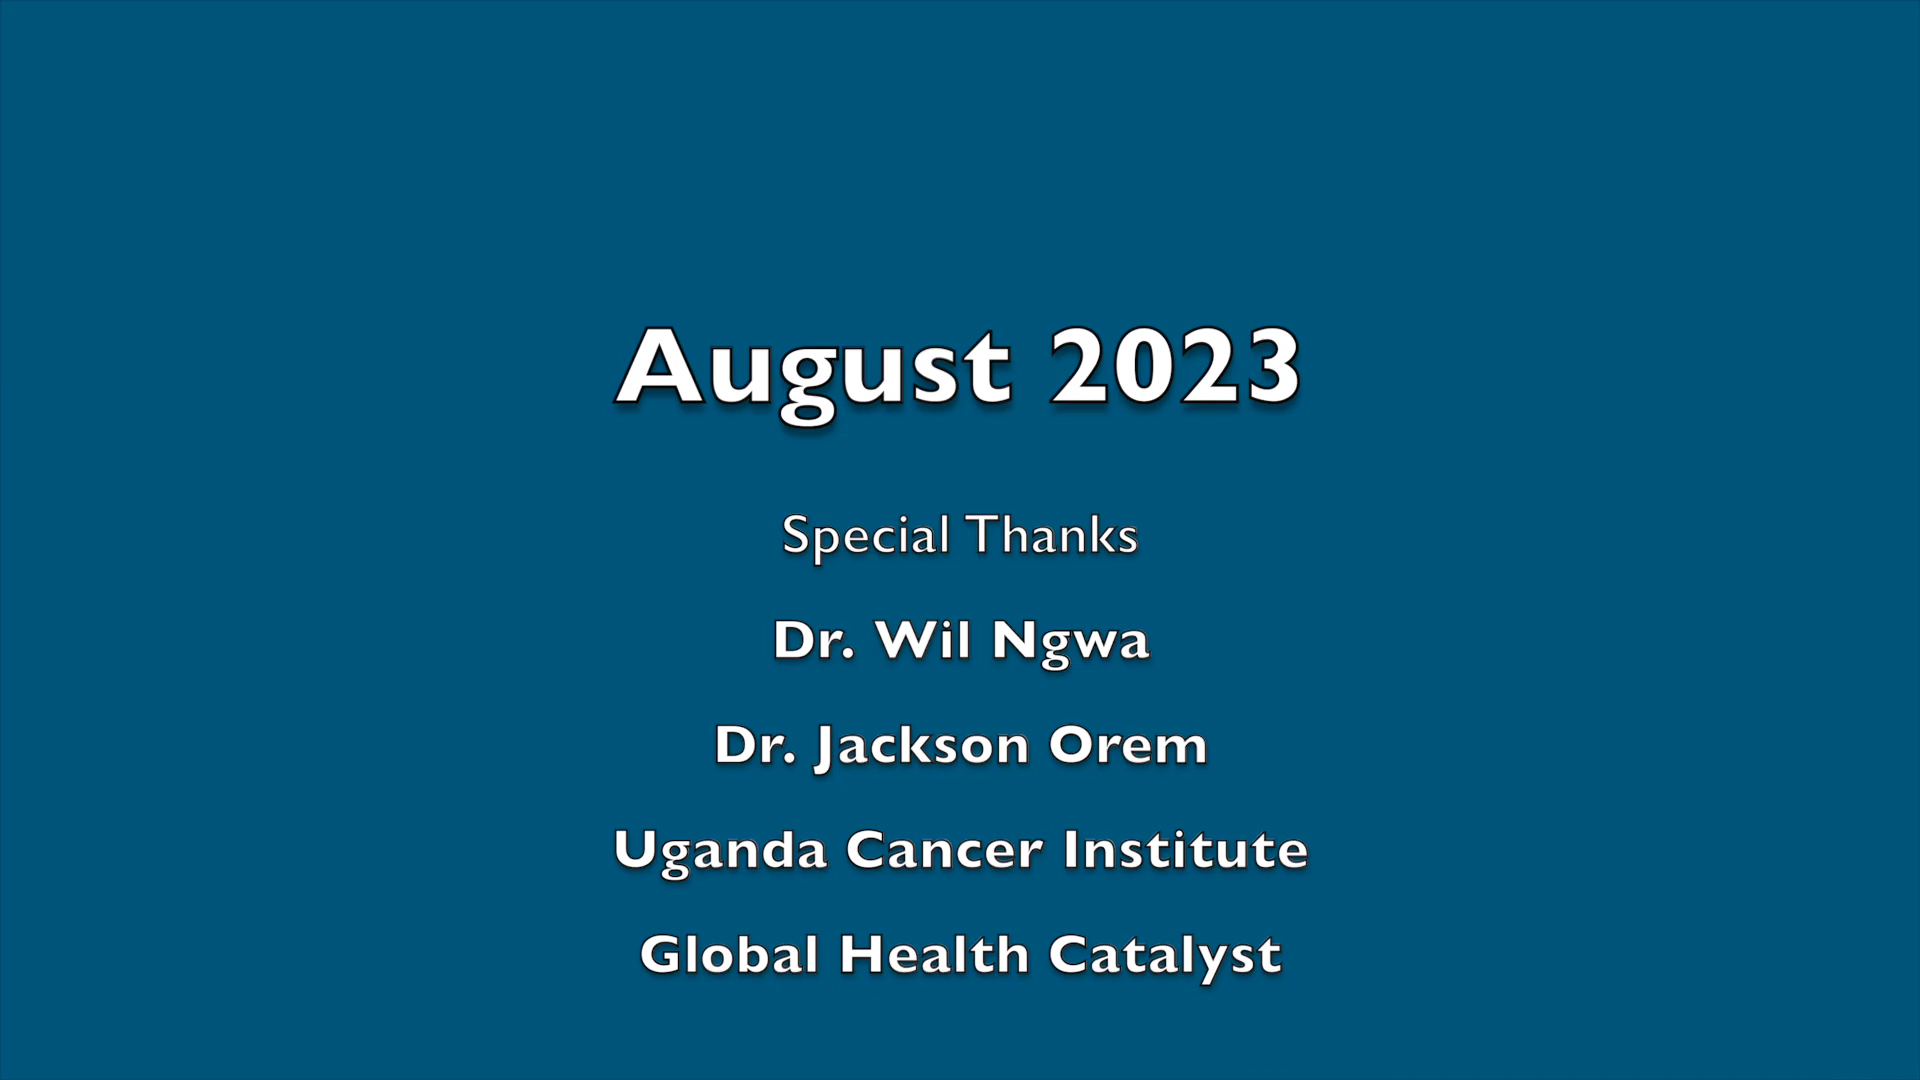 August 2023
Special Thanks
Dr. Wil Ngwa
Dr. Jackson Orem
Uganda Cancer Institute
Global Health Catalyst